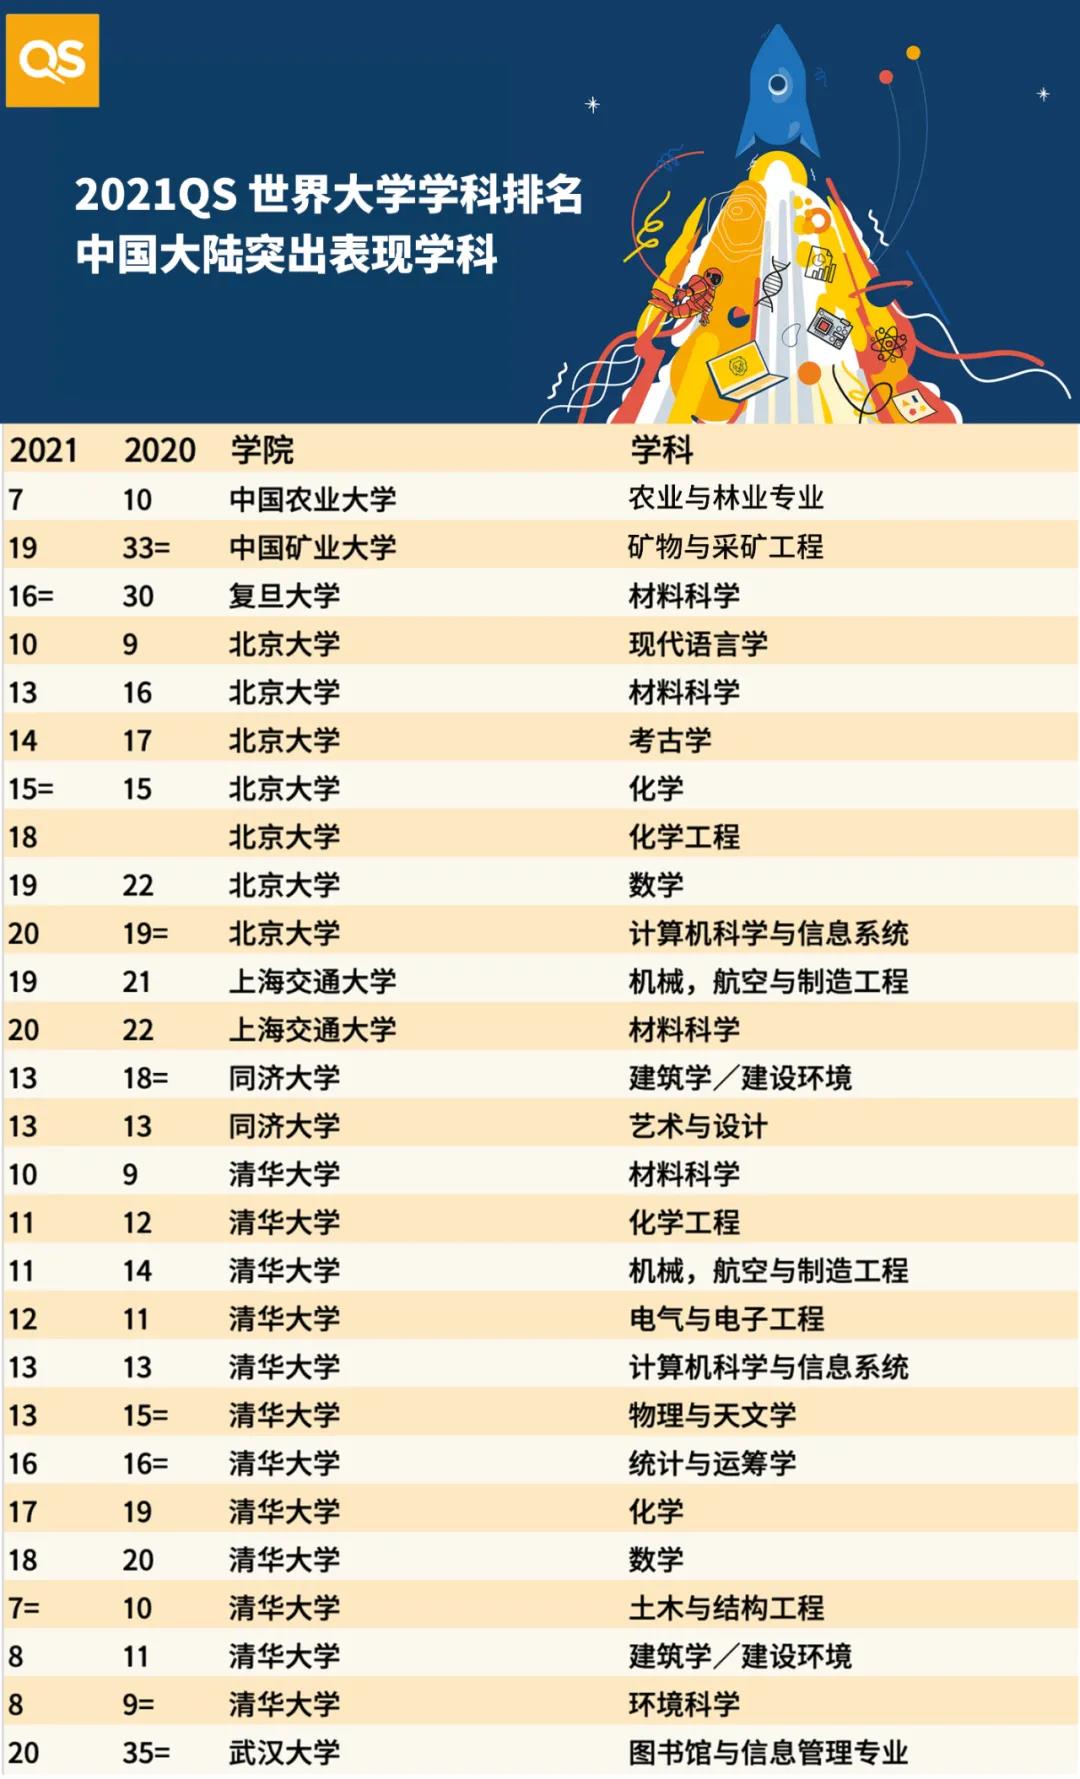 QS
2021QS 世界大学学科排名
中国大陆突出表现学科
2021 2020 学院 学科
7 10 中国农业大学 农业与林业专业
19 33= 中国矿业大学 矿物与采矿工程
16= 30 复旦大学 材料科学
10 9 北京大学 现代语言学
13 16 北京大学 材料科学
14 17 北京大学 考古学
15= 15 北京大学 化学
18 北京大学 化学工程
19 22 北京大学 数学
20 19= 北京大学 计算机科学与信息系统
19 21 上海交通大学 机械，航空与制造工程
20 22 上海交通大学 材料科学
13 18= 同济大学 建筑学／建设环境
13 13 同济大学 艺术与设计
10 9 清华大学 材料科学
11 12 清华大学 化学工程
11 14 清华大学 机械，航空与制造工程
12 11 清华大学 电气与电子工程
13 13 清华大学 计算机科学与信息系统
13 15= 清华大学 物理与天文学
16 16= 清华大学 统计与运筹学
17 19 清华大学 化学
18 20 清华大学 数学
7= 10 清华大学 土木与结构工程
8 11 清华大学 建筑学／建设环境
8 9= 清华大学 环境科学
20 35= 武汉大学 图书馆与信息管理专业